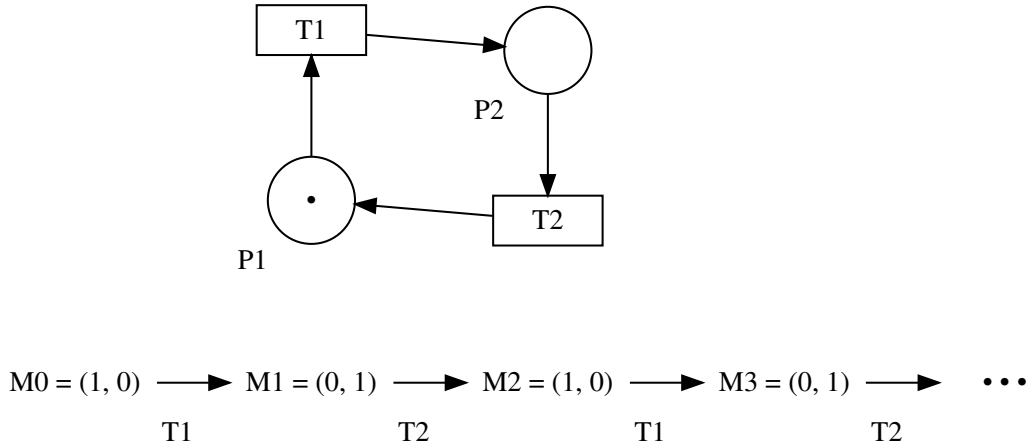 T1
P2
T2
P1
M0 = (1, 0) M1 = (0, 1) M2 = (1, 0) M3 = (0, 1) •••
T1 T2 T1 T2